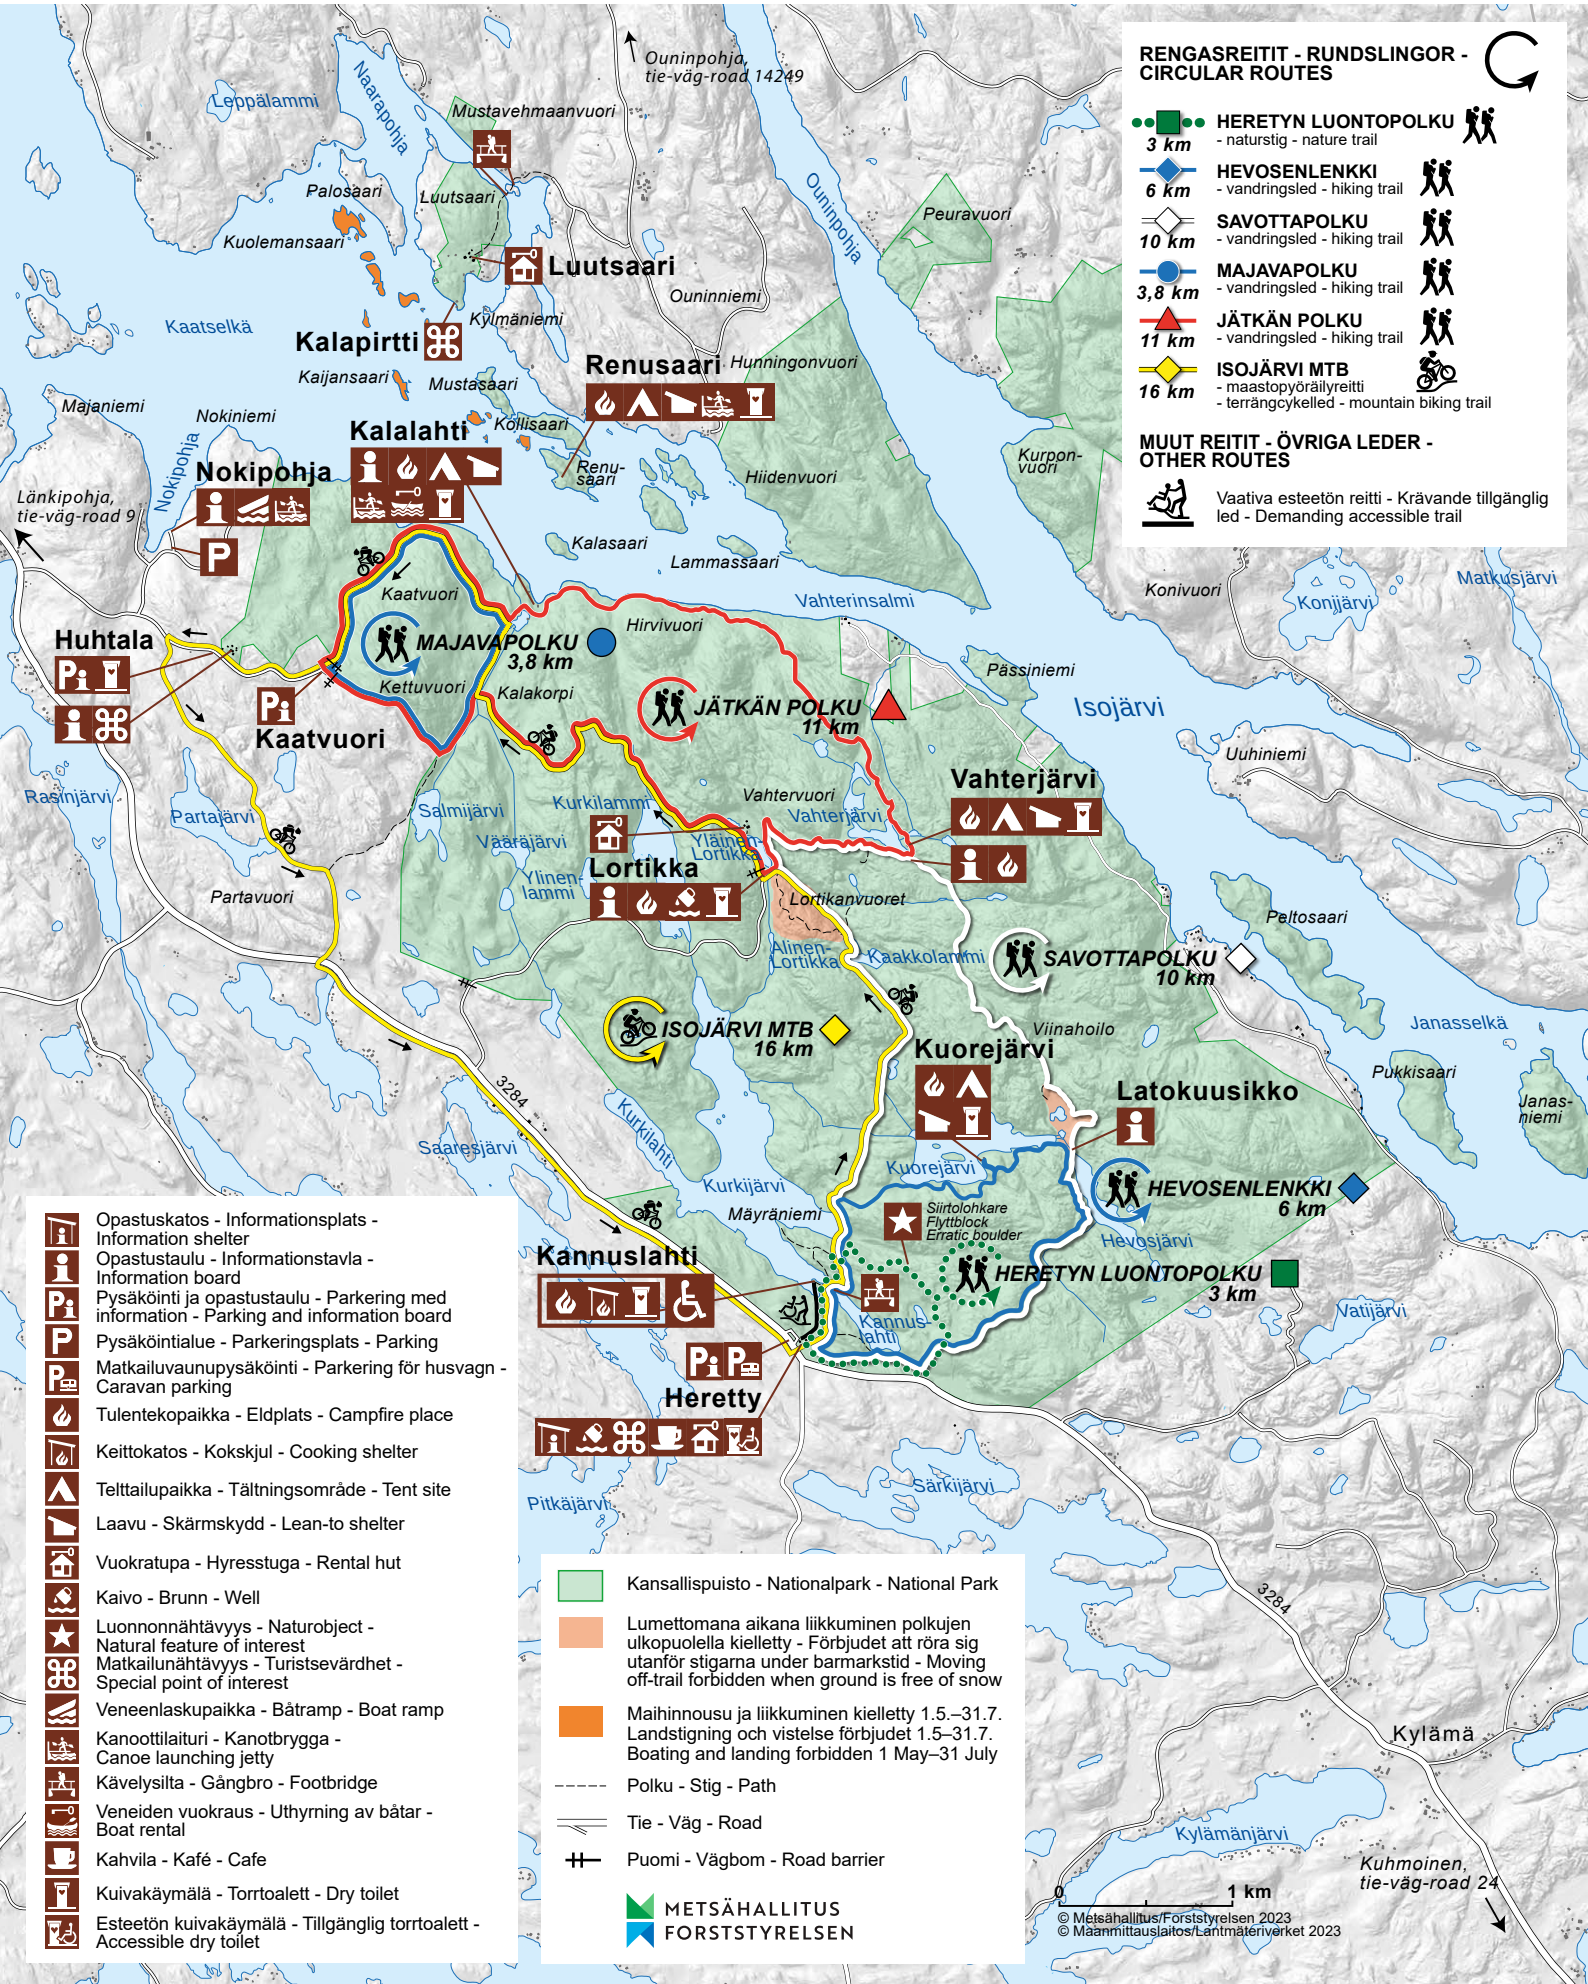 RENGASREITIT - RUNDSLINGOR -
CIRCULAR ROUTES
HERETYN LUONTOPOLKU
- naturstig - nature trail
3 km
HEVOSENLENKKI
- vandringsled - hiking trail
6 km
SAVOTTAPOLKU
- vandringsled - hiking trail
10 km
MAJAVAPOLKU
- vandringsled - hiking trail
3,8 km
JÄTKÄN POLKU
- vandringsled - hiking trail
11 km
ISOJÄRVI MTB
- maastopyöräilyreitti
- terrängcykelled - mountain biking trail
16 km
MUUT REITIT - ÖVRIGA LEDER -
OTHER ROUTES
Vaativa esteetön reitti - Krävande tillgänglig
led - Demanding accessible trail
Ouninpohja,
tie-väg-road 14249
Leppälammi
Naarapohja
Mustavehmaanvuori
Palosaari
Luutsaari
Kuolemansaari
Ouninpohja
Peuravuori
Luutsaari
Ouninniemi
Kaatselkä
Kylmäniemi
Kalapirtti
Kaijansaari
Mustasaari
Renusaari
Hunningonvuori
Majaniemi
Nokiniemi
Kalalahti
Kollisaari
Nokipohja
Nokipohja
Renu-
saari
Hiidenvuori
Kurpon-
vuori
Länkipohja,
tie-väg-road 9
P
Kalasaari
Lammassaari
Konivuori
Konijärvi
Matkusjärvi
Kaatvuori
Vahterinsalmi
Huhtala
MAJAVAPOLKU
3,8 km
Hirvivuori
Pässiniemi
Kettuvuori
Kalakorpi
Kaatvuori
JÄTKÄN POLKU
11 km
Isojärvi
Uuhiniemi
Rasinjärvi
Partajärvi
Salmijärvi
Kurkilammi
Vahtervuori
Vahterjärvi
Vahterjärvi
Vääräjärvi
Yläinen-
Lortikka
Lortikka
Ylinen-
lammi
Partavuori
Lortikanvuoret
Peltosaari
Alinen-
Lortikka
Kaakkolammi
SAVOTTAPOLKU
10 km
ISOJÄRVI MTB
16 km
Viinahoilo
Janasselkä
Kuorejärvi
3284
Latokuusikko
Pukkisaari
Janas-
niemi
Kurkilahti
Saaresjärvi
Kuorejärvi
Kurkijärvi
Mäyräniemi
Siirtolohkare
Flyttblock
Erratic boulder
HEVOSENLENKKI
6 km
Hevosjärvi
Kannuslahti
HERETYN LUONTOPOLKU
3 km
Vatijärvi
Kannus-
lahti
Heretty
Särkijärvi
Pitkäjärvi
3284
Kylämä
Kylämänjärvi
Kuhmoinen,
tie-väg-road 24
Opastuskatos - Informationsplats -
Information shelter
Opastustaulu - Informationstavla -
Information board
Pysäköinti ja opastustaulu - Parkering med
information - Parking and information board
Pysäköintialue - Parkeringsplats - Parking
Matkailuvaunupysäköinti - Parkering för husvagn -
Caravan parking
Tulentekopaikka - Eldplats - Campfire place
Keittokatos - Kokskjul - Cooking shelter
Telttailupaikka - Tältningsområde - Tent site
Laavu - Skärmskydd - Lean-to shelter
Vuokratupa - Hyresstuga - Rental hut
Kaivo - Brunn - Well
Luonnonnähtävyys - Naturobject -
Natural feature of interest
Matkailunähtävyys - Turistsevärdhet -
Special point of interest
Veneenlaskupaikka - Båtramp - Boat ramp
Kanoottilaituri - Kanotbrygga -
Canoe launching jetty
Kävelysilta - Gångbro - Footbridge
Veneiden vuokraus - Uthyrning av båtar -
Boat rental
Kahvila - Kafé - Cafe
Kuivakäymälä - Torrtoalett - Dry toilet
Esteetön kuivakäymälä - Tillgänglig torrtoalett -
Accessible dry toilet
Kansallispuisto - Nationalpark - National Park
Lumettomana aikana liikkuminen polkujen
ulkopuolella kielletty - Förbjudet att röra sig
utanför stigarna under barmarkstid - Moving
off-trail forbidden when ground is free of snow
Maihinnousu ja liikkuminen kielletty 1.5.–31.7.
Landstigning och vistelse förbjudet 1.5–31.7.
Boating and landing forbidden 1 May–31 July
Polku - Stig - Path
Tie - Väg - Road
Puomi - Vägbom - Road barrier
METSÄHALLITUS
FORSTSTYRELSEN
0 1 km
© Metsähallitus/Forststyrelsen 2023
© Maanmittauslaitos/Lantmäteriverket 2023